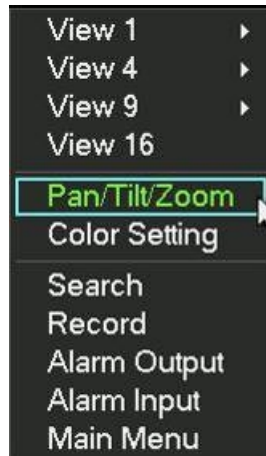 View 1
View 4
View 9
View 16
Pan/Tilt/Zoom
Color Setting
Search
Record
Alarm Output
Alarm Input
Main Menu